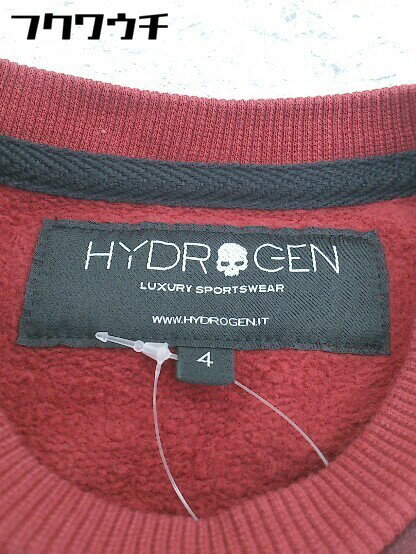 フクワウチ
HYDROGEN
LUXURY SPORTSWEAR
WWW.HYDROGEN.IT
4